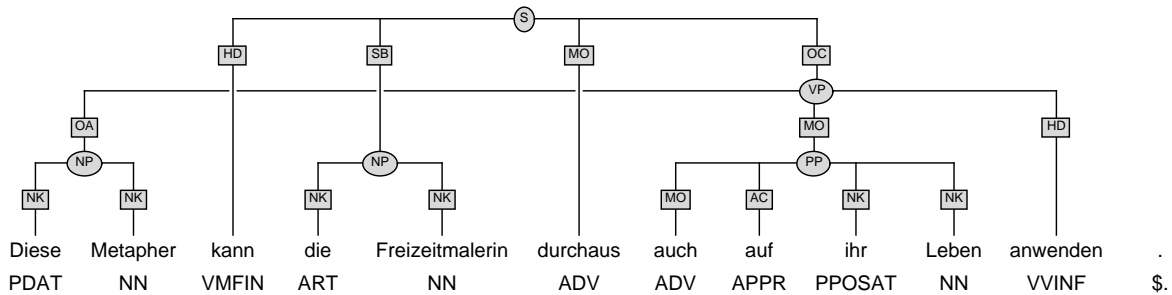 S
HD SB MO OC
VP
OA MO HD
NP NP PP
NK NK NK NK MO AC NK NK
Diese Metapher kann die Freizeitmalerin durchaus auch auf ihr Leben anwenden .
PDAT NN VMFIN ART NN ADV ADV APPR PPOSAT NN VVINF $.